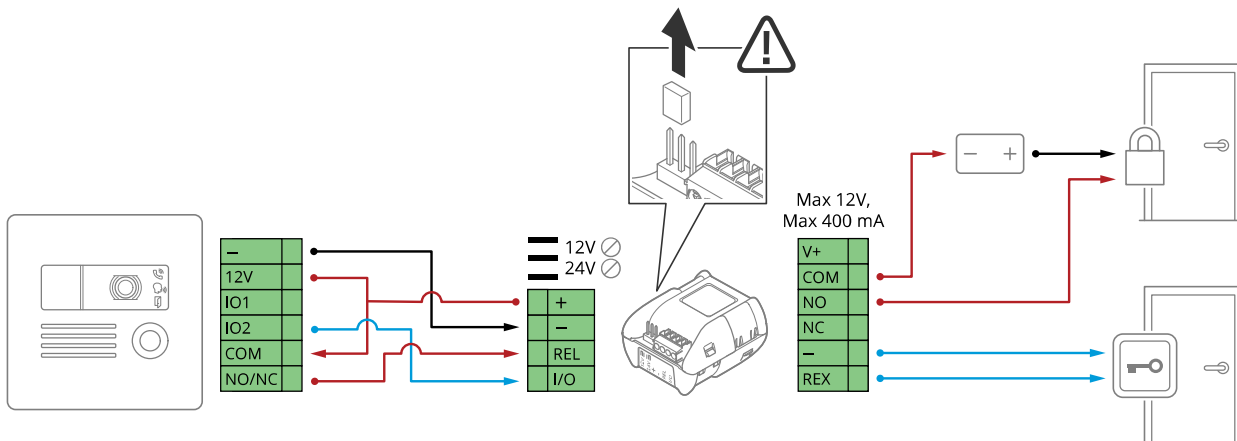 –
12V
IO1
IO2
COM
NO/NC
12V
24V
+
–
REL
I/O
Max 12V,
Max 400 mA
V+
COM
NO
NC
–
REX
– +